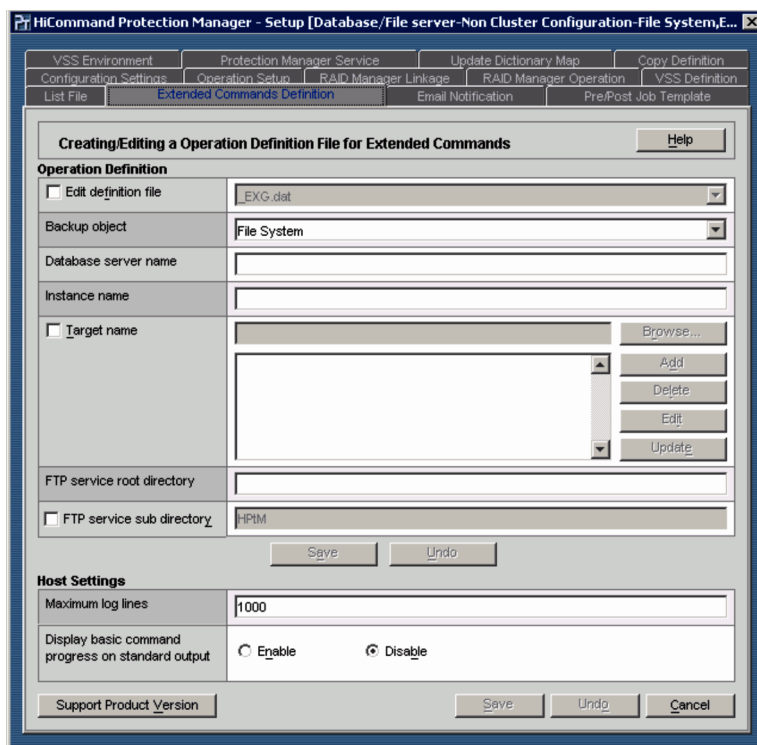 HiCommand Protection Manager - Setup [Database/File server-Non Cluster Configuration-File System,E...
VSS Environment
Protection Manager Service
Update Dictionary Map
Copy Definition
Configuration Settings
Operation Setup
RAID Manager Linkage
RAID Manager Operation
VSS Definition
List File
Extended Commands Definition
Email Notification
Pre/Post Job Template
Creating/Editing a Operation Definition File for Extended Commands
Help
Operation Definition
Edit definition file
_EXG.dat
Backup object
File System
Database server name
Instance name
Target name
Browse...
Add
Delete
Edit
Update
FTP service root directory
FTP service sub directory
HPtM
Save
Undo
Host Settings
Maximum log lines
1000
Display basic command
progress on standard output
Enable
Disable
Support Product Version
Save
Undo
Cancel